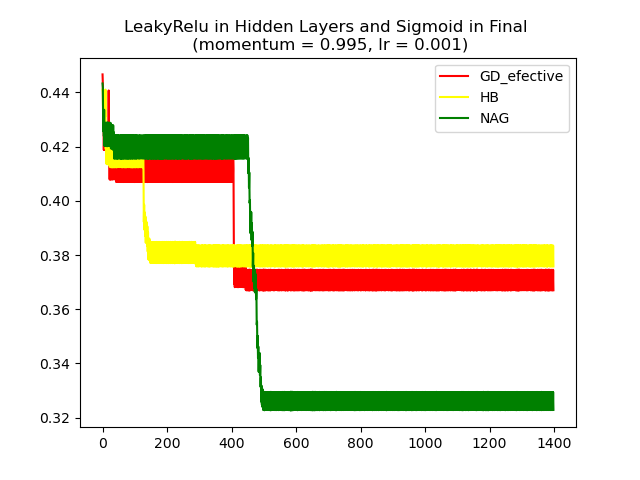 LeakyRelu in Hidden Layers and Sigmoid in Final
(momentum = 0.995, lr = 0.001)
GD_efective
HB
NAG
0.44
0.42
0.40
0.38
0.36
0.34
0.32
0 200 400 600 800 1000 1200 1400